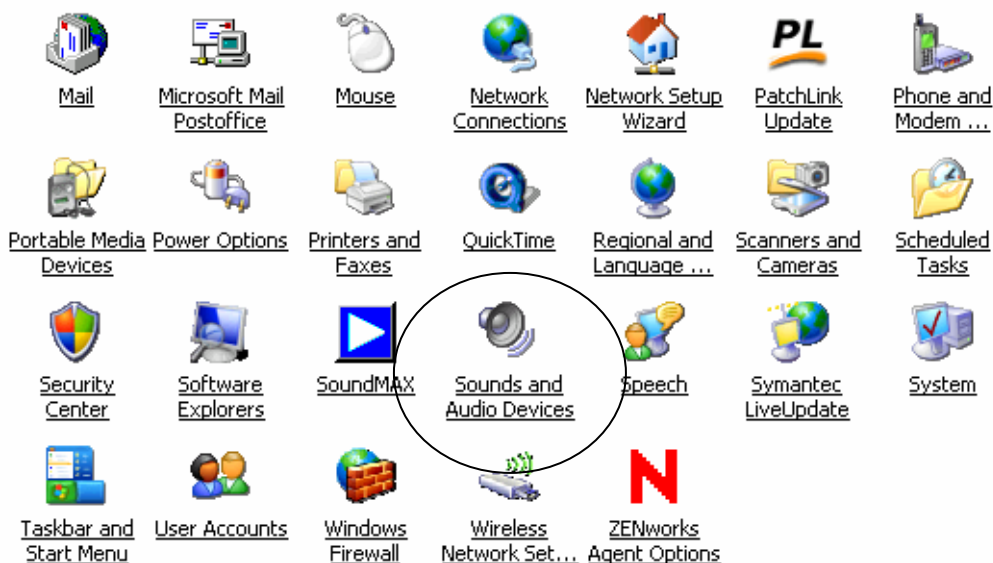 PL
Mail
Microsoft Mail
Postoffice
Mouse
Network
Connections
Network Setup
Wizard
PatchLink
Update
Phone and
Modem ...
Portable Media
Devices
Power Options
Printers and
Faxes
QuickTime
Regional and
Language ...
Scanners and
Cameras
Scheduled
Tasks
Security
Center
Software
Explorers
SoundMAX
Sounds and
Audio Devices
Speech
Symantec
LiveUpdate
System
N
Taskbar and
Start Menu
User Accounts
Windows
Firewall
Wireless
Network Set...
ZENworks
Agent Options